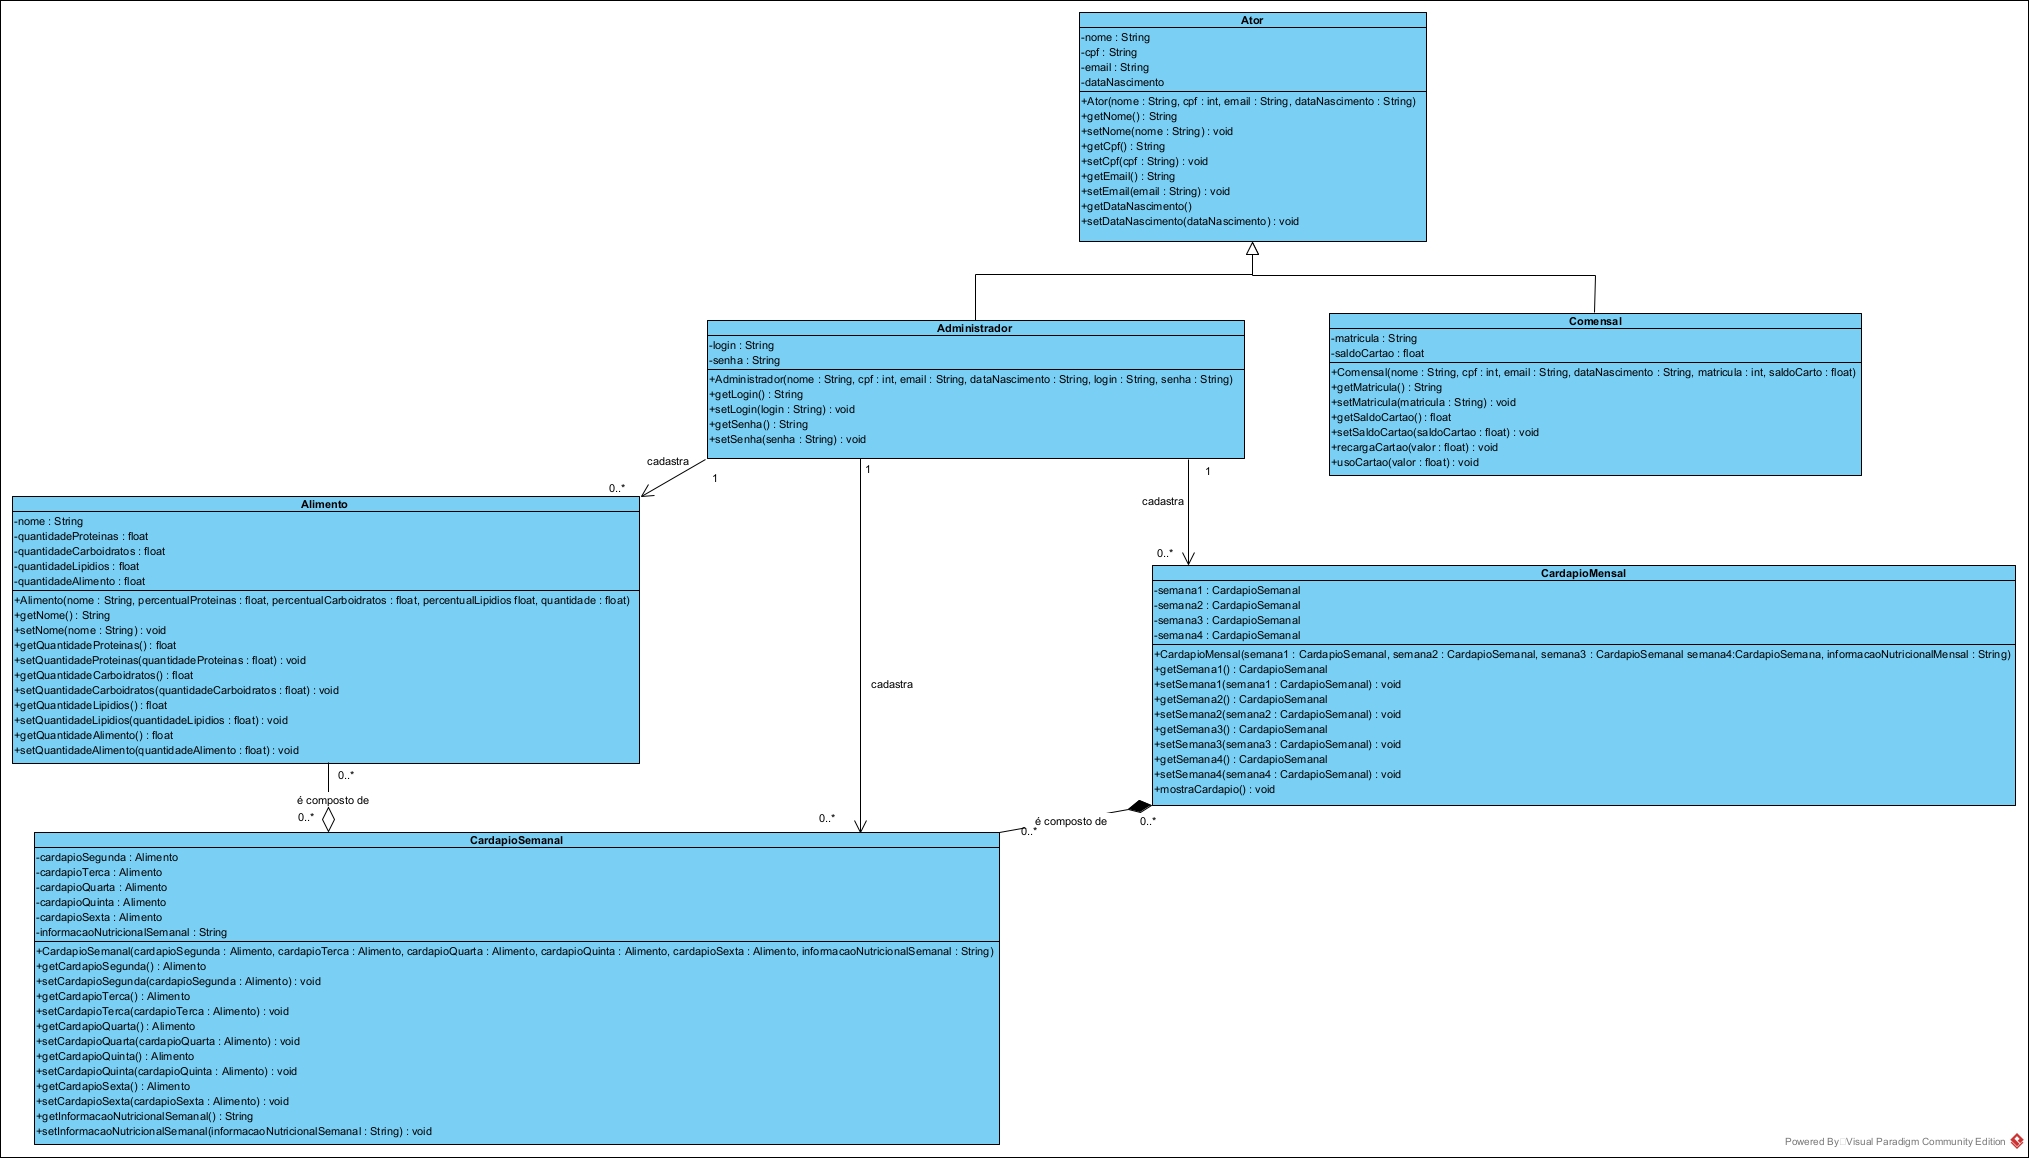 Ator
-nome : String
-cpf : String
-email : String
-dataNascimento
+Ator(nome : String, cpf : int, email : String, dataNascimento : String)
+getNome() : String
+setNome(nome : String) : void
+getCpf() : String
+setCpf(cpf : String) : void
+getEmail() : String
+setEmail(email : String) : void
+getDataNascimento()
+setDataNascimento(dataNascimento) : void
Administrador
-login : String
-senha : String
+Administrador(nome : String, cpf : int, email : String, dataNascimento : String, login : String, senha : String)
+getLogin() : String
+setLogin(login : String) : void
+getSenha() : String
+setSenha(senha : String) : void
Comensal
-matricula : String
-saldoCartao : float
+Comensal(nome : String, cpf : int, email : String, dataNascimento : String, matricula : int, saldoCarto : float)
+getMatricula() : String
+setMatricula(matricula : String) : void
+getSaldoCartao() : float
+setSaldoCartao(saldoCartao : float) : void
+recargaCartao(valor : float) : void
+usoCartao(valor : float) : void
cadastra
1
0..*
1
cadastra
0..*
1
cadastra
0..*
Alimento
-nome : String
-quantidadeProteinas : float
-quantidadeCarboidratos : float
-quantidadeLipidios : float
-quantidadeAlimento : float
+Alimento(nome : String, percentualProteinas : float, percentualCarboidratos : float, percentualLipidios float, quantidade : float)
+getNome() : String
+setNome(nome : String) : void
+getQuantidadeProteinas() : float
+setQuantidadeProteinas(quantidadeProteinas : float) : void
+getQuantidadeCarboidratos() : float
+setQuantidadeCarboidratos(quantidadeCarboidratos : float) : void
+getQuantidadeLipidios() : float
+setQuantidadeLipidios(quantidadeLipidios : float) : void
+getQuantidadeAlimento() : float
+setQuantidadeAlimento(quantidadeAlimento : float) : void
CardapioMensal
-semana1 : CardapioSemanal
-semana2 : CardapioSemanal
-semana3 : CardapioSemanal
-semana4 : CardapioSemanal
+CardapioMensal(semana1 : CardapioSemanal, semana2 : CardapioSemanal, semana3 : CardapioSemanal semana4:CardapioSemana, informacaoNutricionalMensal : String)
+getSemana1() : CardapioSemanal
+setSemana1(semana1 : CardapioSemanal) : void
+getSemana2() : CardapioSemanal
+setSemana2(semana2 : CardapioSemanal) : void
+getSemana3() : CardapioSemanal
+setSemana3(semana3 : CardapioSemanal) : void
+getSemana4() : CardapioSemanal
+setSemana4(semana4 : CardapioSemanal) : void
+mostraCardapio() : void
0..*
é composto de
0..*
0..*
é composto de
0..*
CardapioSemanal
-cardapioSegunda : Alimento
-cardapioTerca : Alimento
-cardapioQuarta : Alimento
-cardapioQuinta : Alimento
-cardapioSexta : Alimento
-informacaoNutricionalSemanal : String
+CardapioSemanal(cardapioSegunda : Alimento, cardapioTerca : Alimento, cardapioQuarta : Alimento, cardapioQuinta : Alimento, cardapioSexta : Alimento, informacaoNutricionalSemanal : String)
+getCardapioSegunda() : Alimento
+setCardapioSegunda(cardapioSegunda : Alimento) : void
+getCardapioTerca() : Alimento
+setCardapioTerca(cardapioTerca : Alimento) : void
+getCardapioQuarta() : Alimento
+setCardapioQuarta(cardapioQuarta : Alimento) : void
+getCardapioQuinta() : Alimento
+setCardapioQuinta(cardapioQuinta : Alimento) : void
+getCardapioSexta() : Alimento
+setCardapioSexta(cardapioSexta : Alimento) : void
+getInformacaoNutricionalSemanal() : String
+setInformacaoNutricionalSemanal(informacaoNutricionalSemanal : String) : void
Powered By Visual Paradigm Community Edition